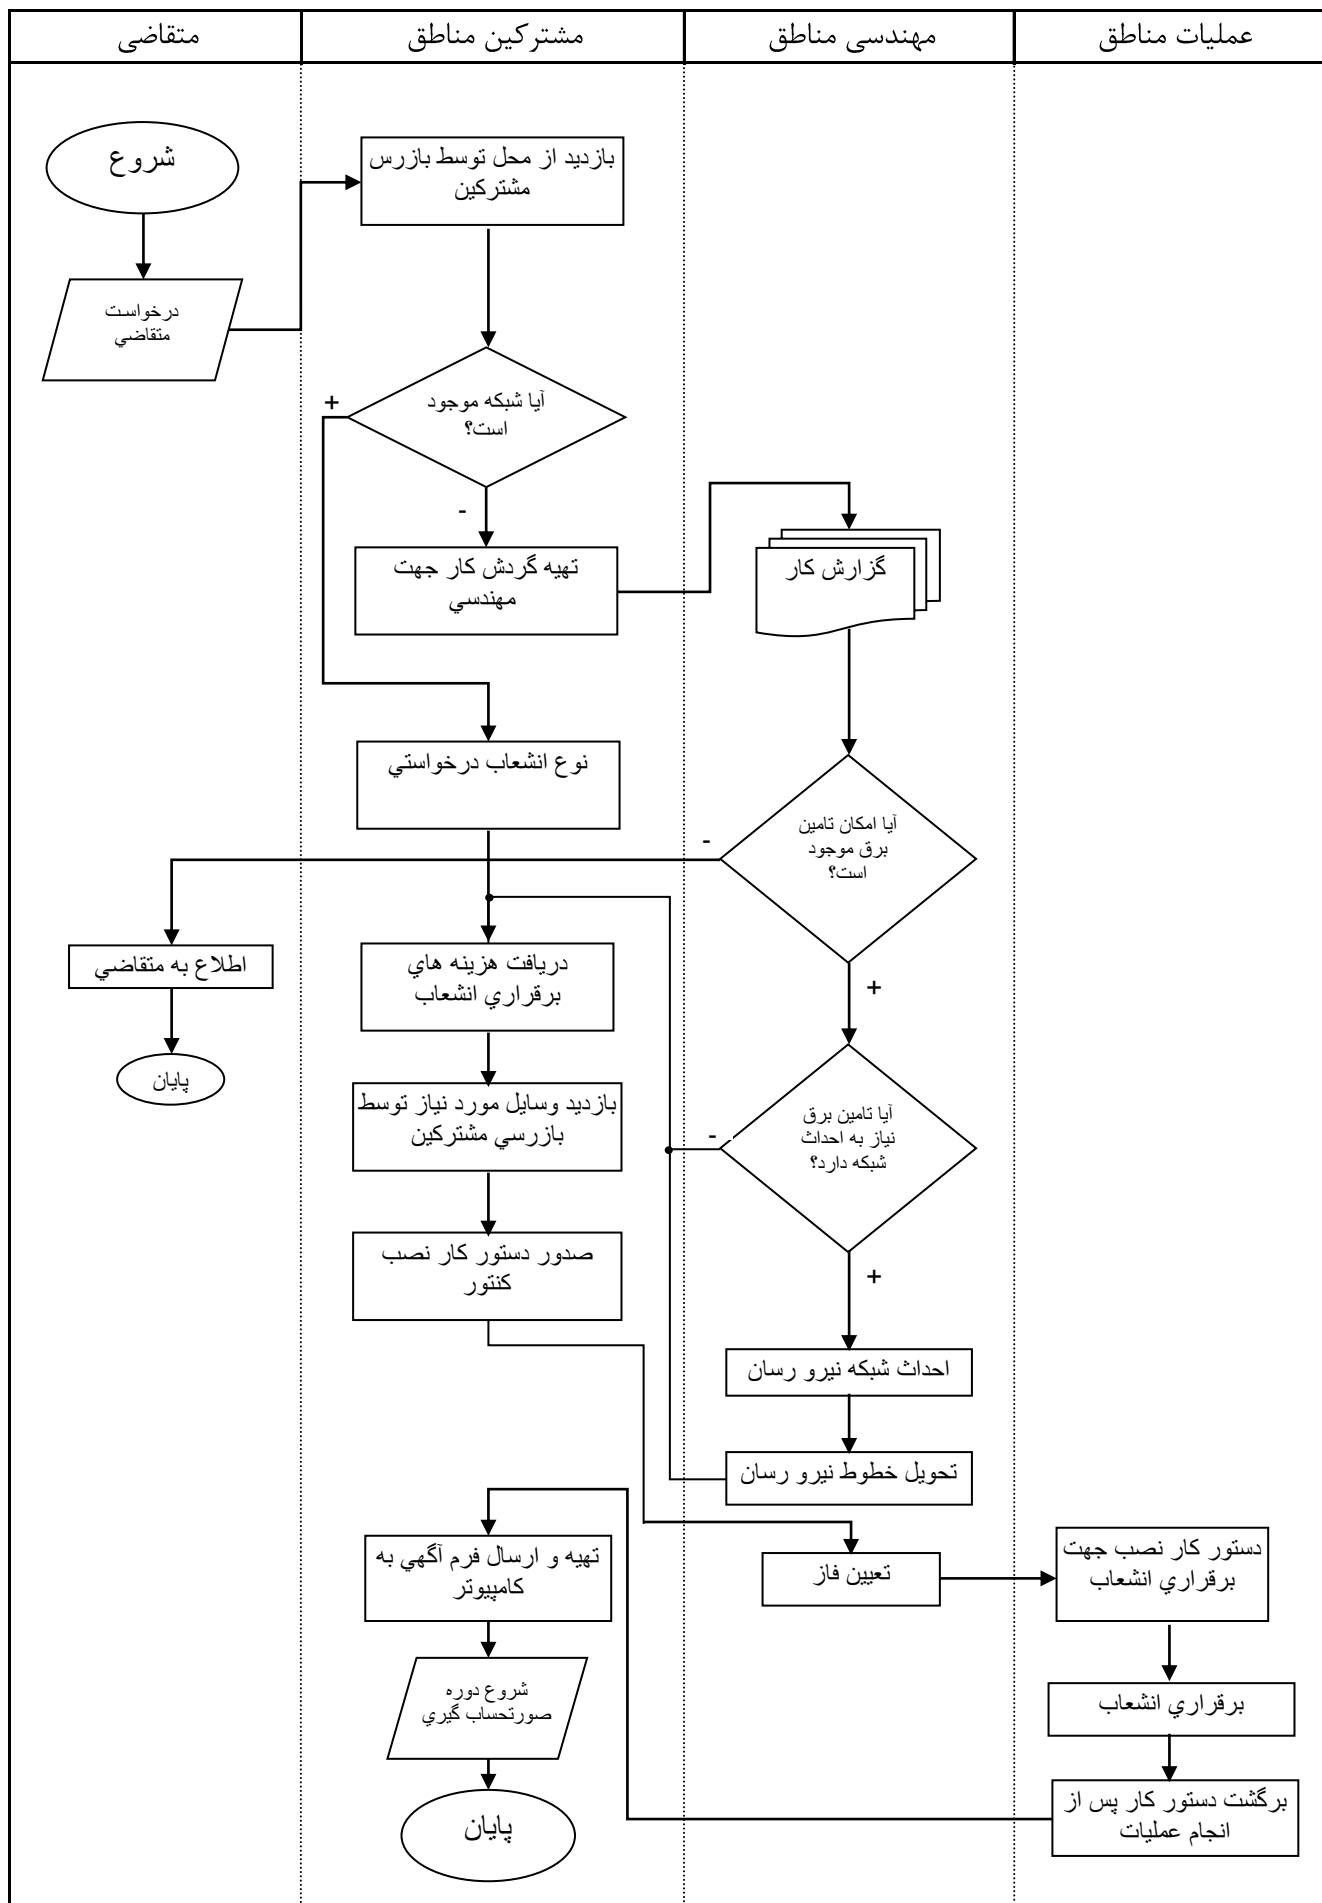 متقاضی
مشترکین مناطق
مهندسی مناطق
عملیات مناطق
شروع
درخواست
متقاضي
بازدید از محل توسط بازرس
مشترکین
آیا شبکه موجود
است؟
+
-
تهیه گردش کار جهت
مهندسي
گزارش کار
نوع انشعاب درخواستي
آیا امکان تامین
برق موجود
است؟
-
+
اطلاع به متقاضي
پایان
دریافت هزینه هاي
برقراري انشعاب
بازدید وسایل مورد نیاز توسط
بازرسي مشترکین
آیا تامین برق
نیاز به احداث
شبکه دارد؟
-
+
صدور دستور کار نصب
کنتور
احداث شبکه نیرو رسان
تحویل خطوط نیرو رسان
تعیین فاز
دستور کار نصب جهت
برقراري انشعاب
برقراري انشعاب
برگشت دستور کار پس از
انجام عملیات
تهیه و ارسال فرم آگهي به
کامپیوتر
شروع دوره
صورتحساب گیري
پایان